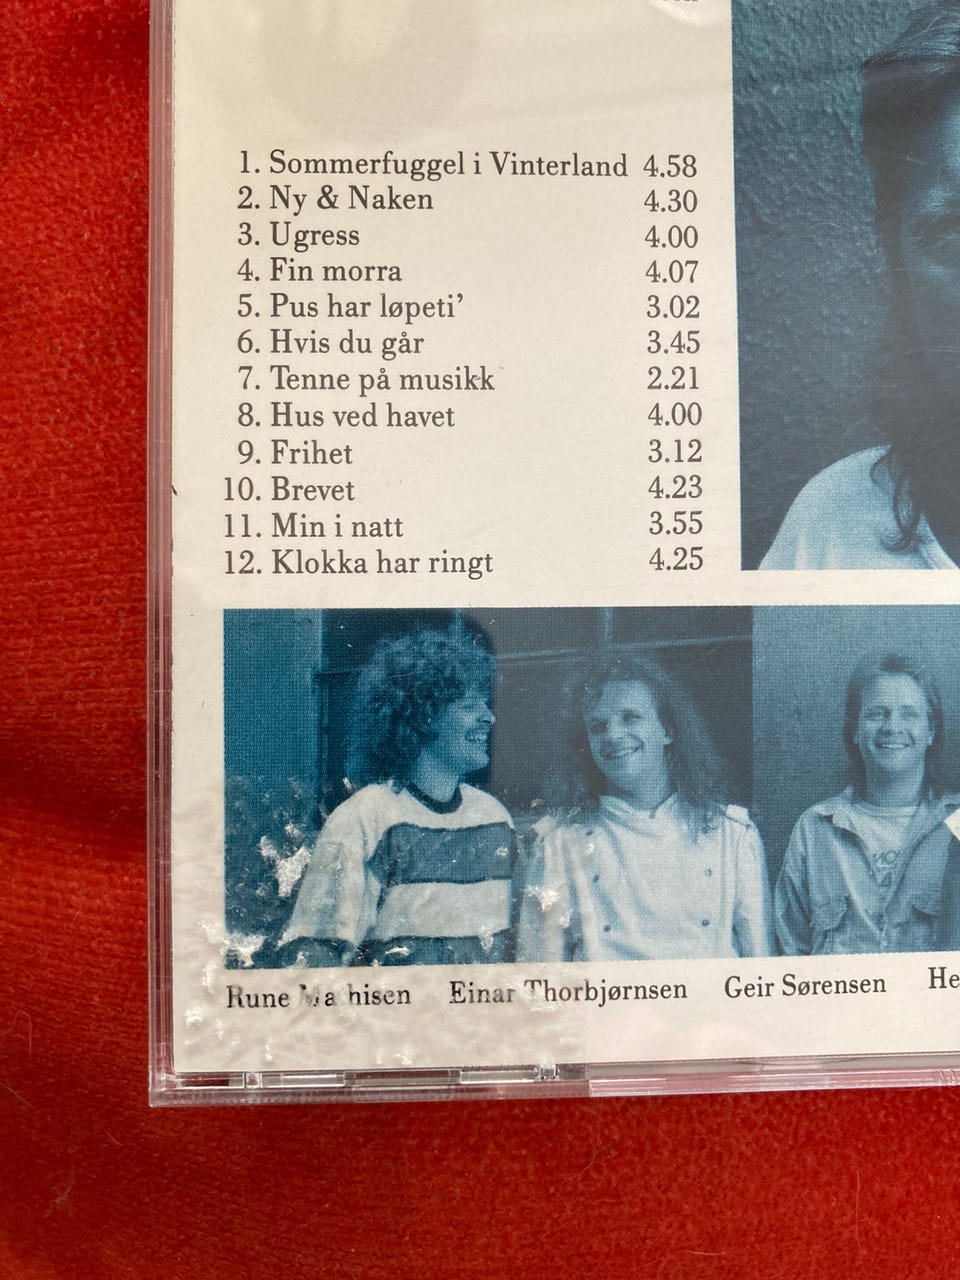 1. Sommerfuggel i Vinterland 4.58
2. Ny & Naken 4.30
3. Ugress 4.00
4. Fin morra 4.07
5. Pus har løpeti’ 3.02
6. Hvis du går 3.45
7. Tenne på musikk 2.21
8. Hus ved havet 4.00
9. Frihet 3.12
10. Brevet 4.23
11. Min i natt 3.55
12. Klokka har ringt 4.25
Rune Mathisen Einar Thorbjørnsen Geir Sørensen He